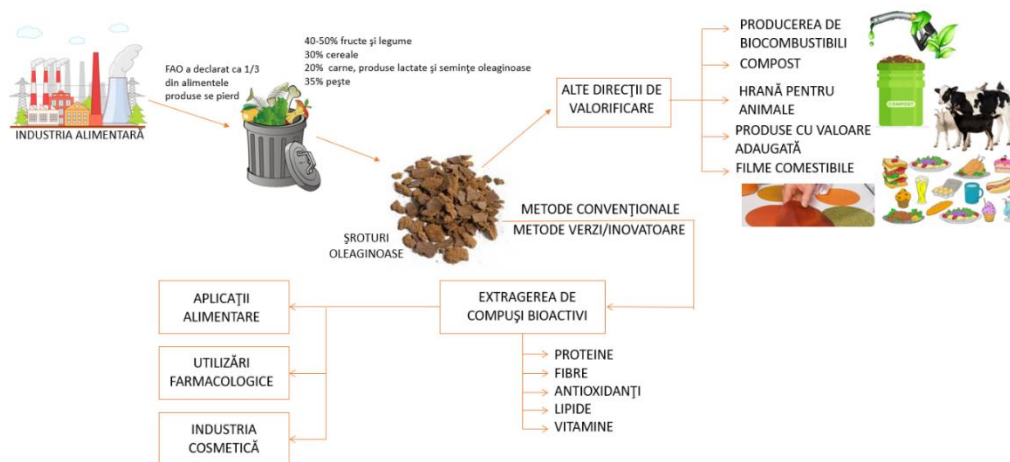 INDUSTRIA ALIMENTARĂ
FAO a declarat ca 1/3
din alimentele
produse se pierd
40-50% fructe și legume
30% cereale
20% carne, produse lactate și semințe oleaginoase
35% pește
ȘROTURI
OLEAGINOASE
ALTE DIRECȚII DE
VALORIFICARE
PRODUCEREA DE
BIOCOMBUSTIBILI
COMPOST
HRANĂ PENTRU
ANIMALE
PRODUSE CU VALOARE
ADAUGATĂ
FILME COMESTIBILE
COMPOST
METODE CONVENȚIONALE
METODE VERZI/INOVATOARE
EXTRAGEREA DE
COMPUȘI BIOACTIVI
PROTEINE
FIBRE
ANTIOXIDANȚI
LIPIDE
VITAMINE
APLICAȚII
ALIMENTARE
UTILIZĂRI
FARMACOLOGICE
INDUSTRIA
COSMETICĂ